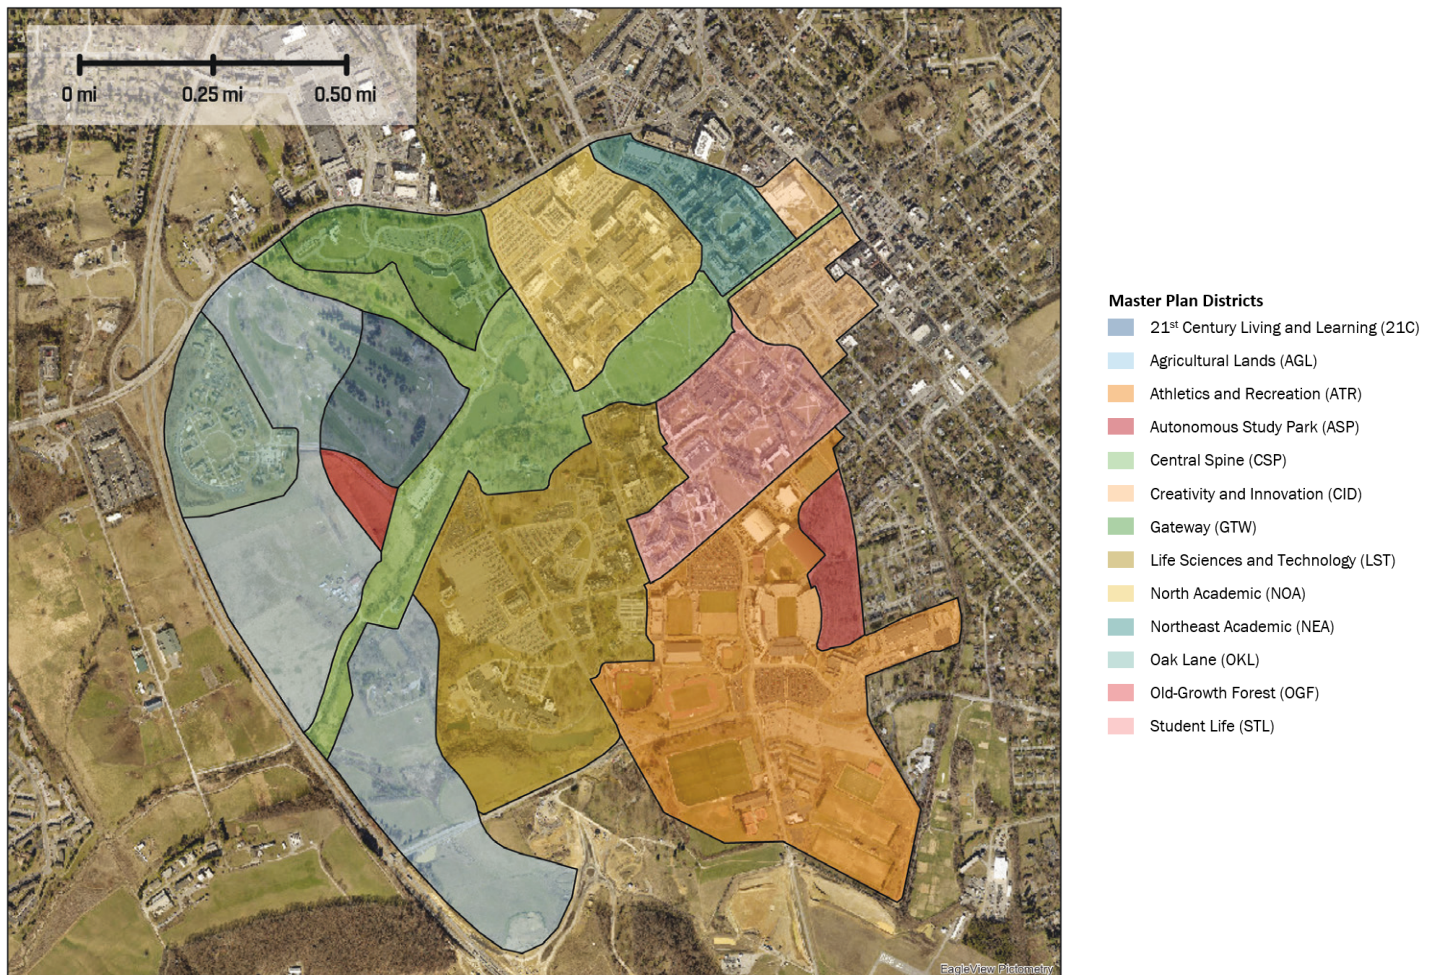 0 mi 0.25 mi 0.50 mi
Master Plan Districts
21st Century Living and Learning (21C)
Agricultural Lands (AGL)
Athletics and Recreation (ATR)
Autonomous Study Park (ASP)
Central Spine (CSP)
Creativity and Innovation (CID)
Gateway (GTW)
Life Sciences and Technology (LST)
North Academic (NOA)
Northeast Academic (NEA)
Oak Lane (OKL)
Old-Growth Forest (OGF)
Student Life (STL)
EagleView Pictometry